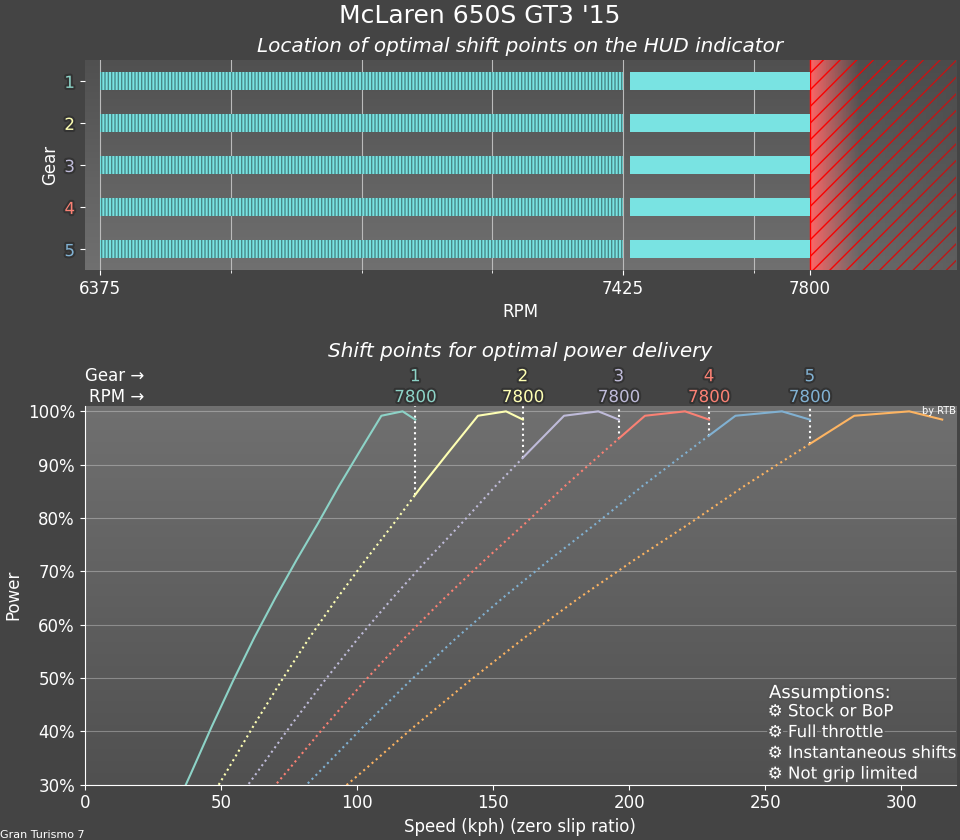 McLaren 650S GT3 '15
Location of optimal shift points on the HUD indicator
Gear
1
2
3
4
5
6375 7425 7800
RPM
Shift points for optimal power delivery
Gear → 1 2 3 4 5
RPM → 7800 7800 7800 7800 7800
by RTB
Power
100%
90%
80%
70%
60%
50%
40%
30%
Assumptions:
⚙ Stock or BoP
⚙ Full throttle
⚙ Instantaneous shifts
⚙ Not grip limited
0 50 100 150 200 250 300
Speed (kph) (zero slip ratio)
Gran Turismo 7